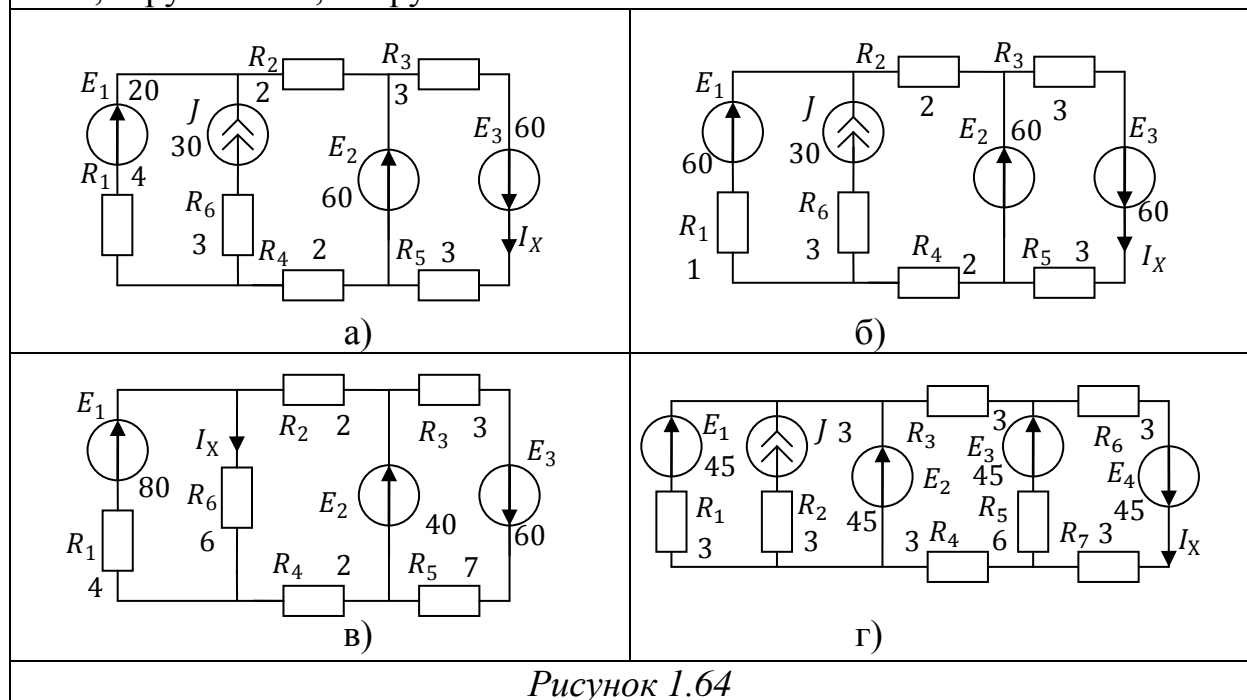 E₁ 20
R₂
2
R₃
3
J
30
E₃ 60
E₂
60
R₁ 4
R₆
3
R₄ 2
R₅ 3
Iₓ
а)
E₁
60
R₂
2
R₃
3
J
30
E₂ 60
E₃
60
R₁
1
R₆
3
R₄ 2
R₅ 3
Iₓ
б)
E₁
80
Iₓ
R₂ 2
R₃ 3
E₃
60
R₆
6
E₂ 40
R₁
4
R₄ 2
R₅ 7
в)
E₁
45
J 3
R₃ 3
R₆ 3
E₂
45
E₃
45
E₄
45
R₁
3
R₂
3
3 R₄
R₅
6
R₇ 3
Iₓ
г)
Рисунок 1.64